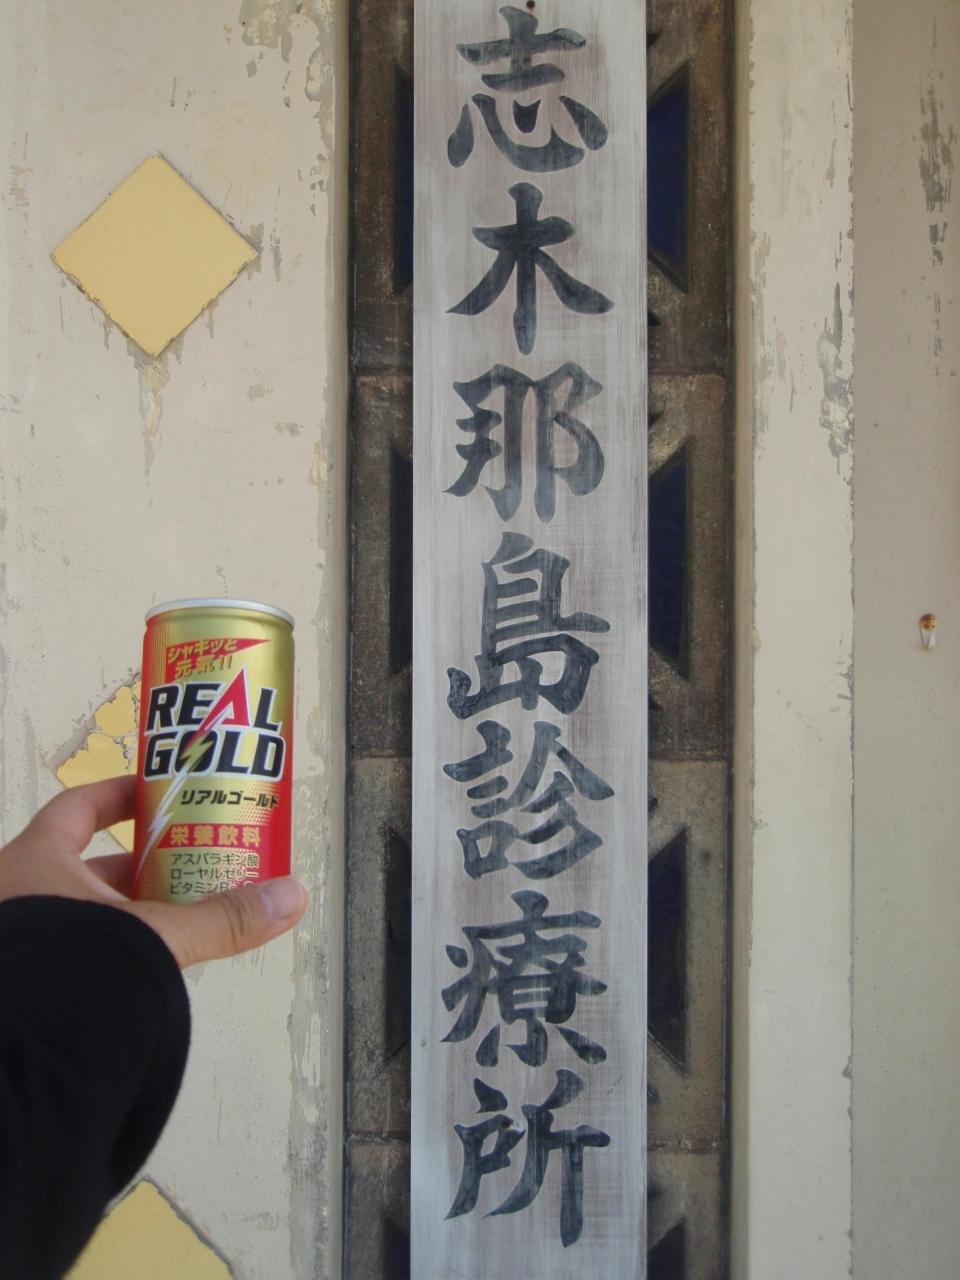 志木那島診療所
シャキッと
元気!!
REAL
GOLD
リアルゴールド
栄養飲料
アスパラギン酸
ローヤルゼリー